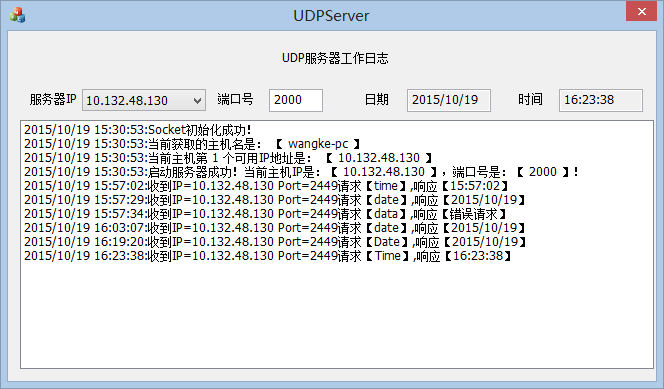 UDPServer
UDP服务器工作日志
服务器IP 10.132.48.130 端口号 2000 日期 2015/10/19 时间 16:23:38
2015/10/19 15:30:53:Socket初始化成功!
2015/10/19 15:30:53:当前获取的主机名是: 【 wangke-pc 】
2015/10/19 15:30:53:当前主机第 1 个可用IP地址是: 【 10.132.48.130 】
2015/10/19 15:30:53:启动服务器成功! 当前主机IP是: 【 10.132.48.130 】, 端口号是: 【 2000 】!
2015/10/19 15:57:02:收到IP=10.132.48.130 Port=2449请求【time】,响应【15:57:02】
2015/10/19 15:57:29:收到IP=10.132.48.130 Port=2449请求【date】,响应【2015/10/19】
2015/10/19 15:57:34:收到IP=10.132.48.130 Port=2449请求【data】,响应【错误请求】
2015/10/19 16:03:07:收到IP=10.132.48.130 Port=2449请求【date】,响应【2015/10/19】
2015/10/19 16:19:20:收到IP=10.132.48.130 Port=2449请求【Date】,响应【2015/10/19】
2015/10/19 16:23:38:收到IP=10.132.48.130 Port=2449请求【Time】,响应【16:23:38】